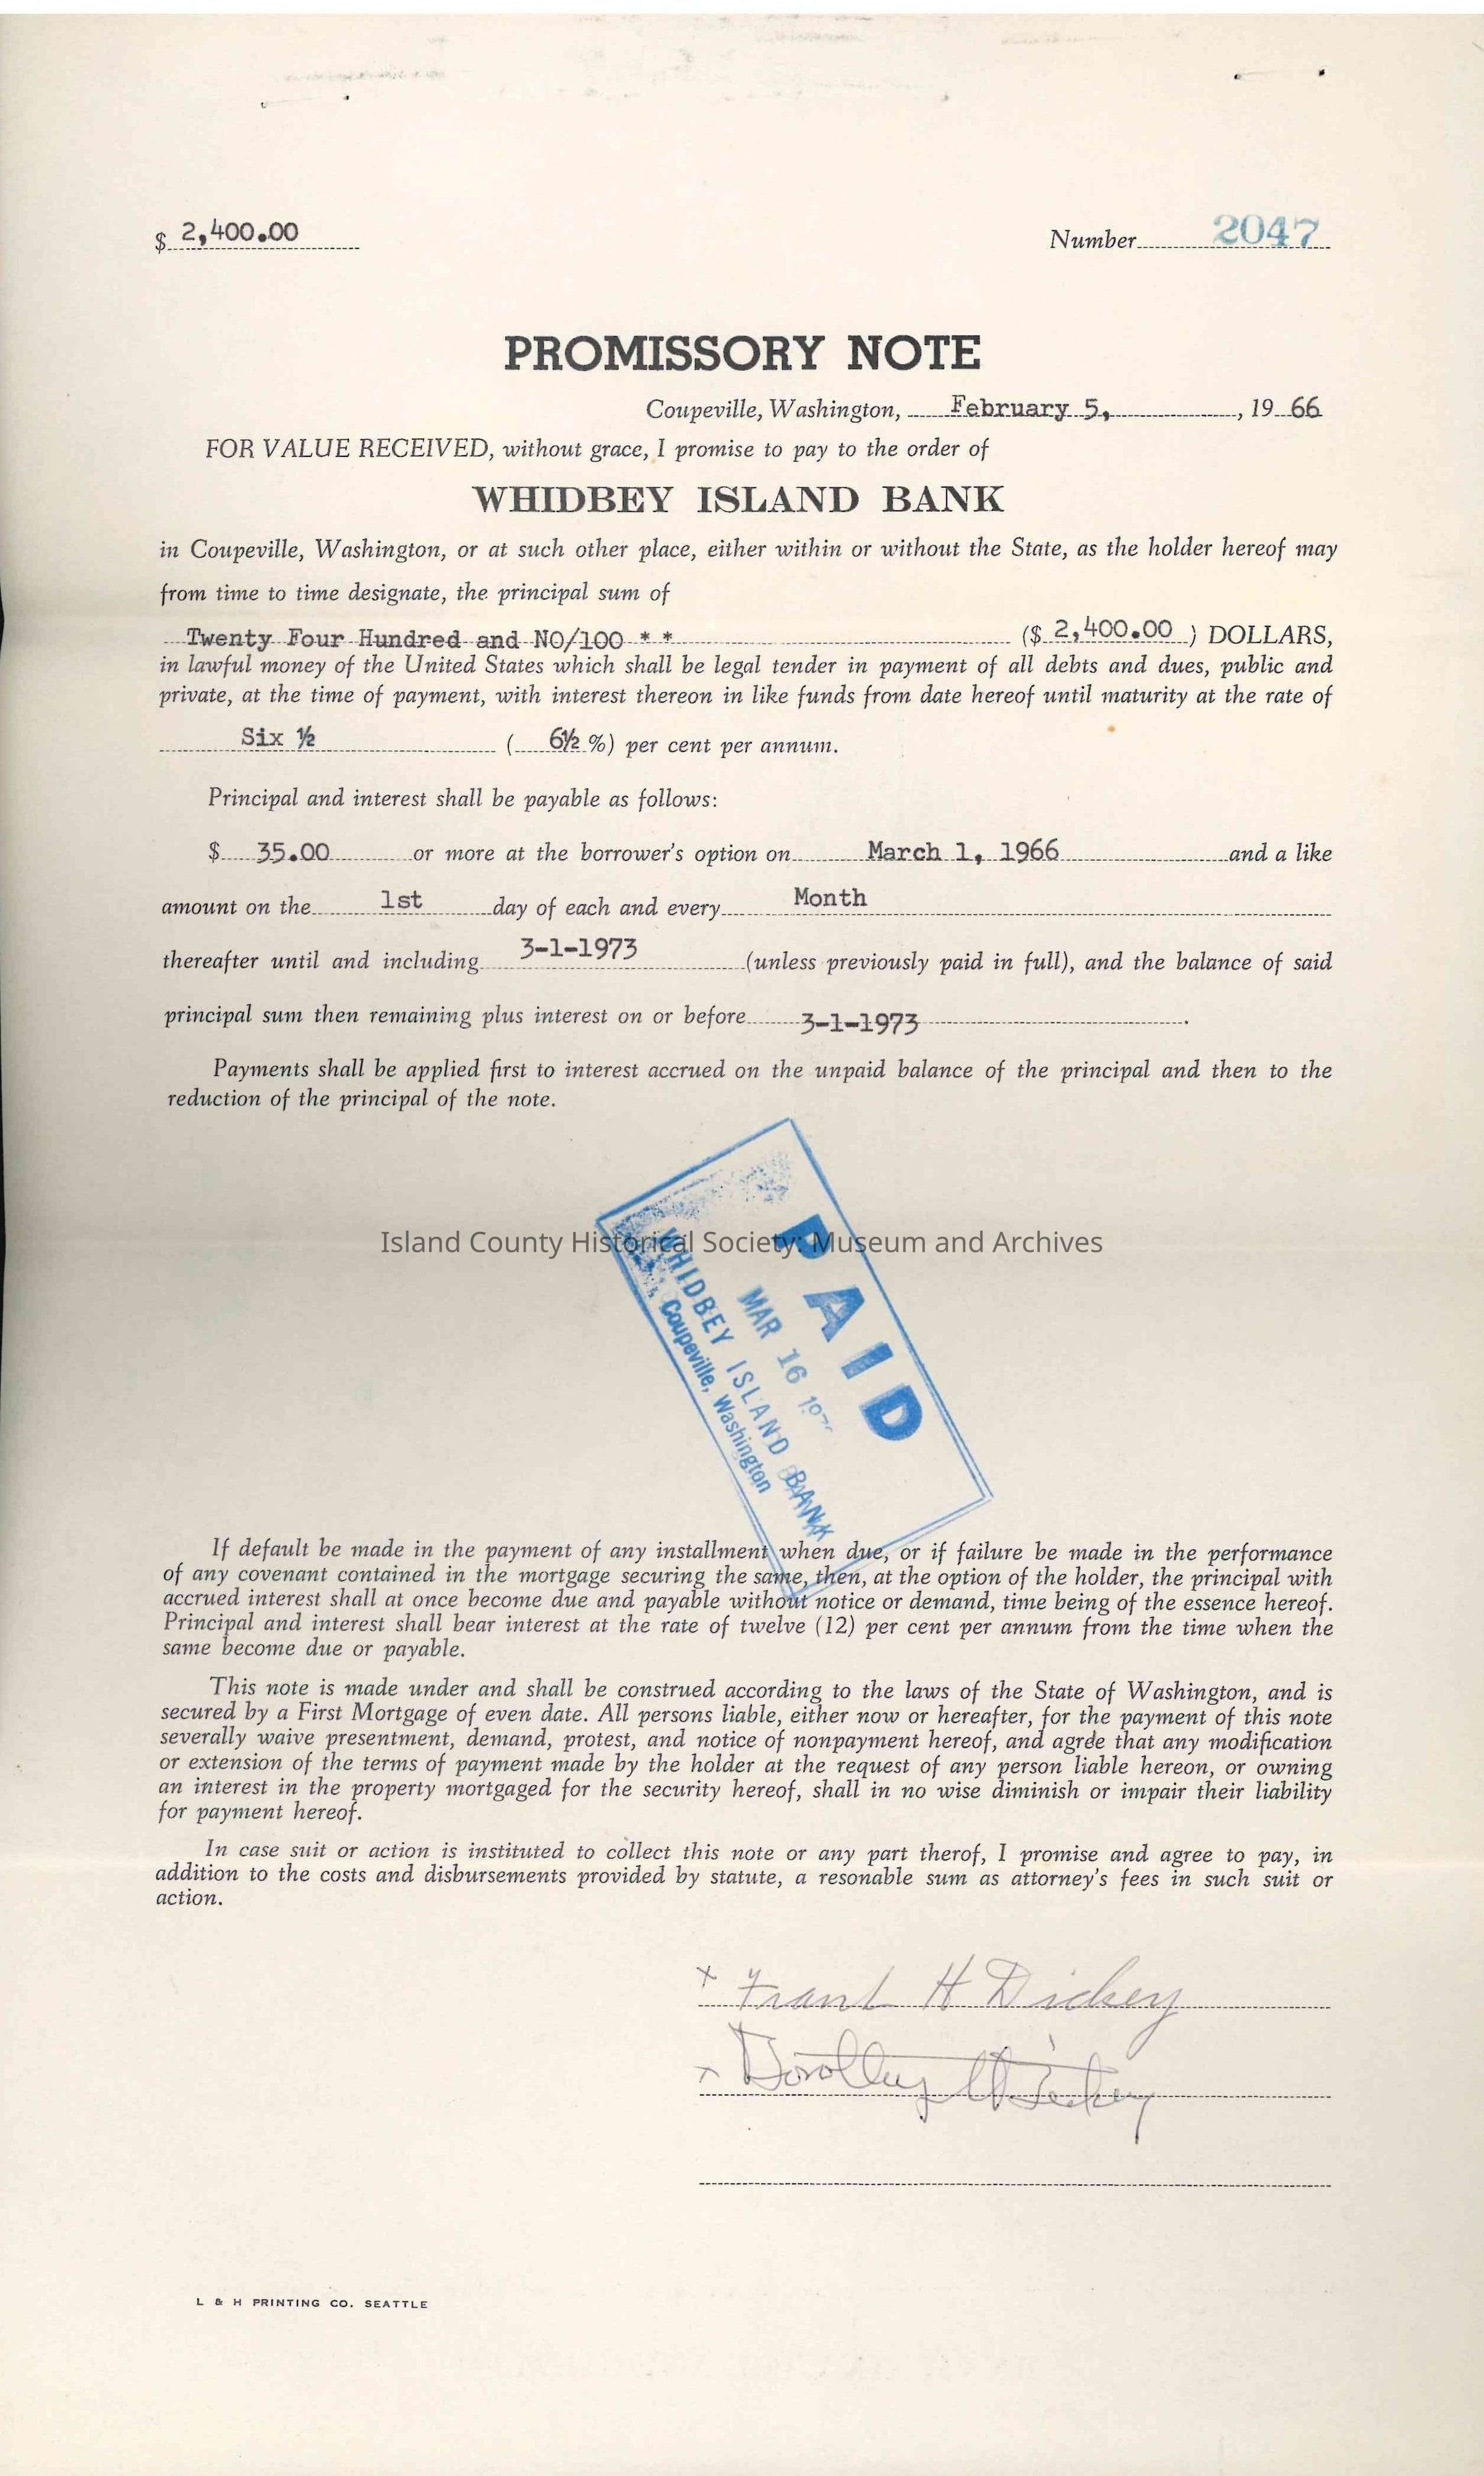 $ 2,400.00 Number 2047
PROMISSORY NOTE
Coupeville, Washington, February 5, , 19 66
FOR VALUE RECEIVED, without grace, I promise to pay to the order of
WHIDBEY ISLAND BANK
in Coupeville, Washington, or at such other place, either within or without the State, as the holder hereof may
from time to time designate, the principal sum of
Twenty Four Hundred and NO/100 * * ($ 2,400.00 ) DOLLARS,
in lawful money of the United States which shall be legal tender in payment of all debts and dues, public and
private, at the time of payment, with interest thereon in like funds from date hereof until maturity at the rate of
Six ½ ( 6½ %) per cent per annum.
Principal and interest shall be payable as follows:
$ 35.00 or more at the borrower's option on March 1, 1966 and a like
amount on the 1st day of each and every Month
thereafter until and including 3-1-1973 (unless previously paid in full), and the balance of said
principal sum then remaining plus interest on or before 3-1-1973 .
Payments shall be applied first to interest accrued on the unpaid balance of the principal and then to the
reduction of the principal of the note.
Island County Historical Society: Museum and Archives
PAID
MAR 16
WHIDBEY ISLAND BANK
Coupeville, Washington
If default be made in the payment of any installment when due, or if failure be made in the performance
of any covenant contained in the mortgage securing the same, then, at the option of the holder, the principal with
accrued interest shall at once become due and payable without notice or demand, time being of the essence hereof.
Principal and interest shall bear interest at the rate of twelve (12) per cent per annum from the time when the
same become due or payable.
This note is made under and shall be construed according to the laws of the State of Washington, and is
secured by a First Mortgage of even date. All persons liable, either now or hereafter, for the payment of this note
severally waive presentment, demand, protest, and notice of nonpayment hereof, and agrde that any modification
or extension of the terms of payment made by the holder at the request of any person liable hereon, or owning
an interest in the property mortgaged for the security hereof, shall in no wise diminish or impair their liability
for payment hereof.
In case suit or action is instituted to collect this note or any part therof, I promise and agree to pay, in
addition to the costs and disbursements provided by statute, a resonable sum as attorney's fees in such suit or
action.
x Frank H Dickey
x Dorothy Dickey
L & H PRINTING CO. SEATTLE